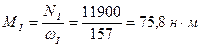 M₁ = N₁/ω₁ = 11900/157 = 75,8 н · м